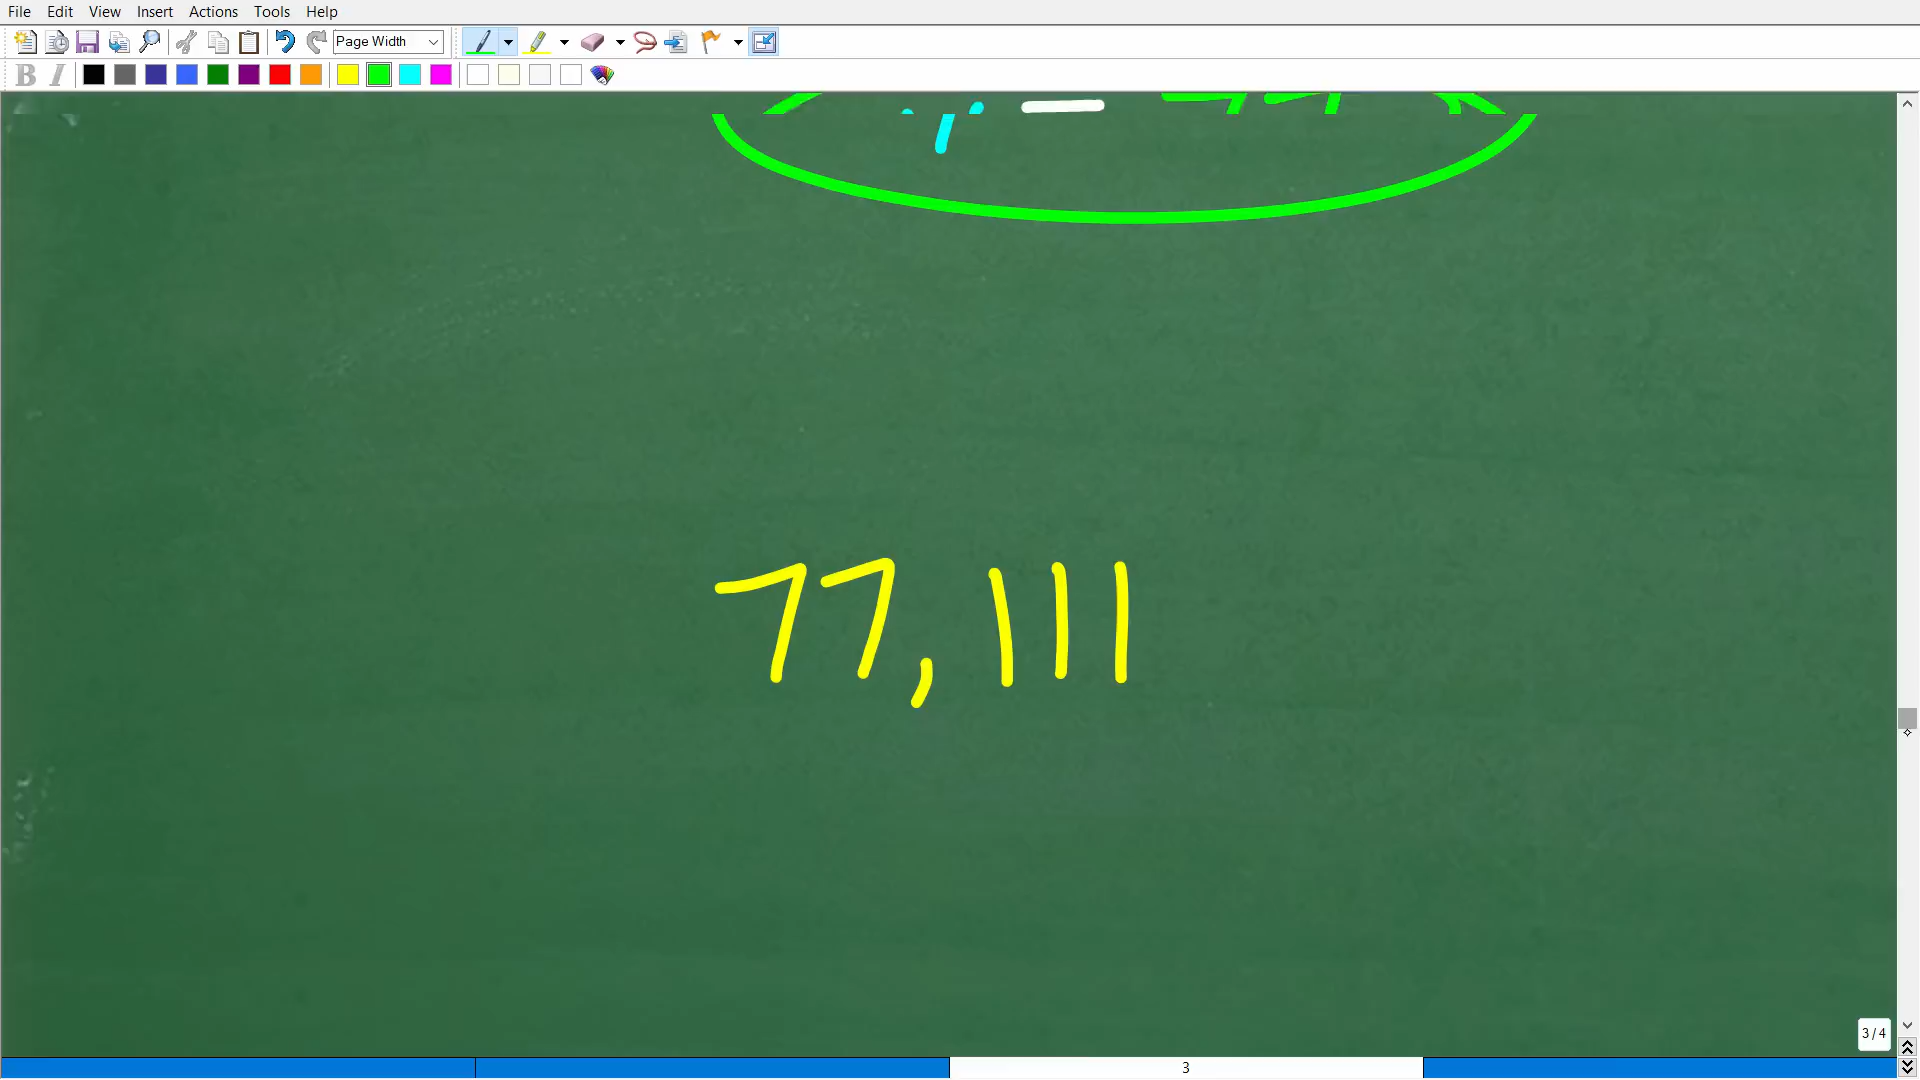 File Edit View Insert Actions Tools Help
Page Width
B I
77,111
3 / 4
3